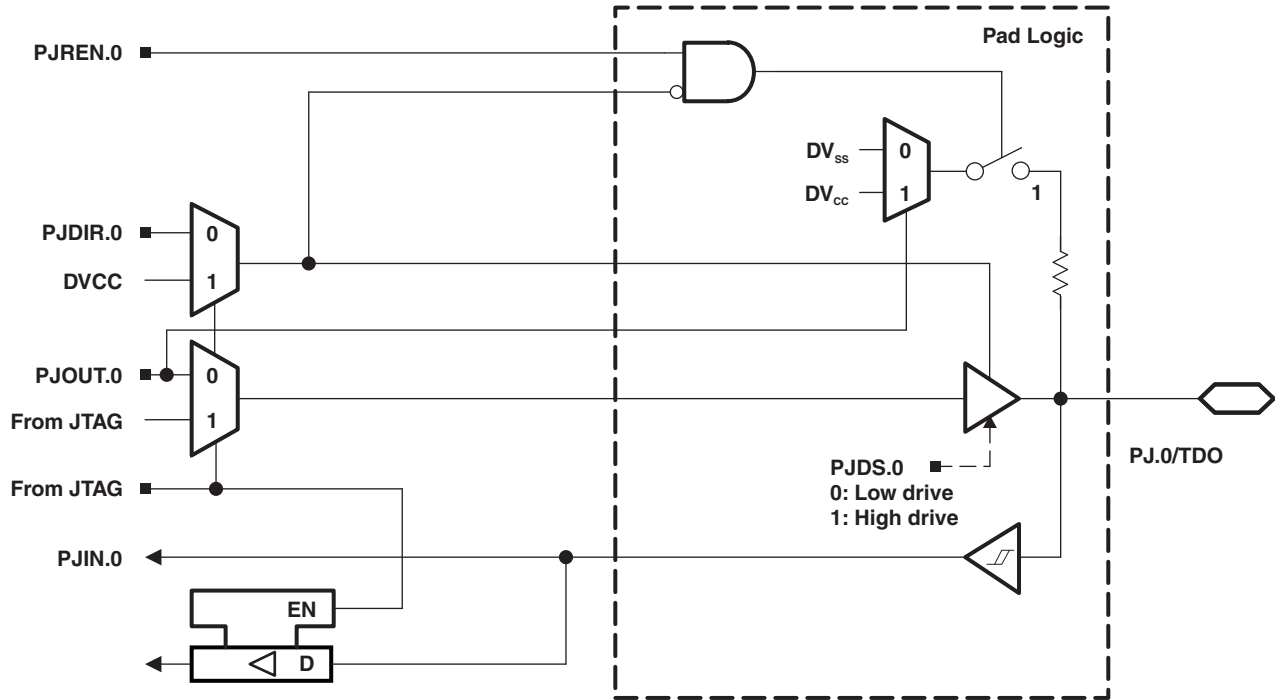 Pad Logic
PJREN.0
DVss
0
DVcc
1
1
PJDIR.0
0
DVCC
1
PJOUT.0
0
From JTAG
1
PJDS.0
0: Low drive
1: High drive
PJ.0/TDO
From JTAG
PJIN.0
EN
D